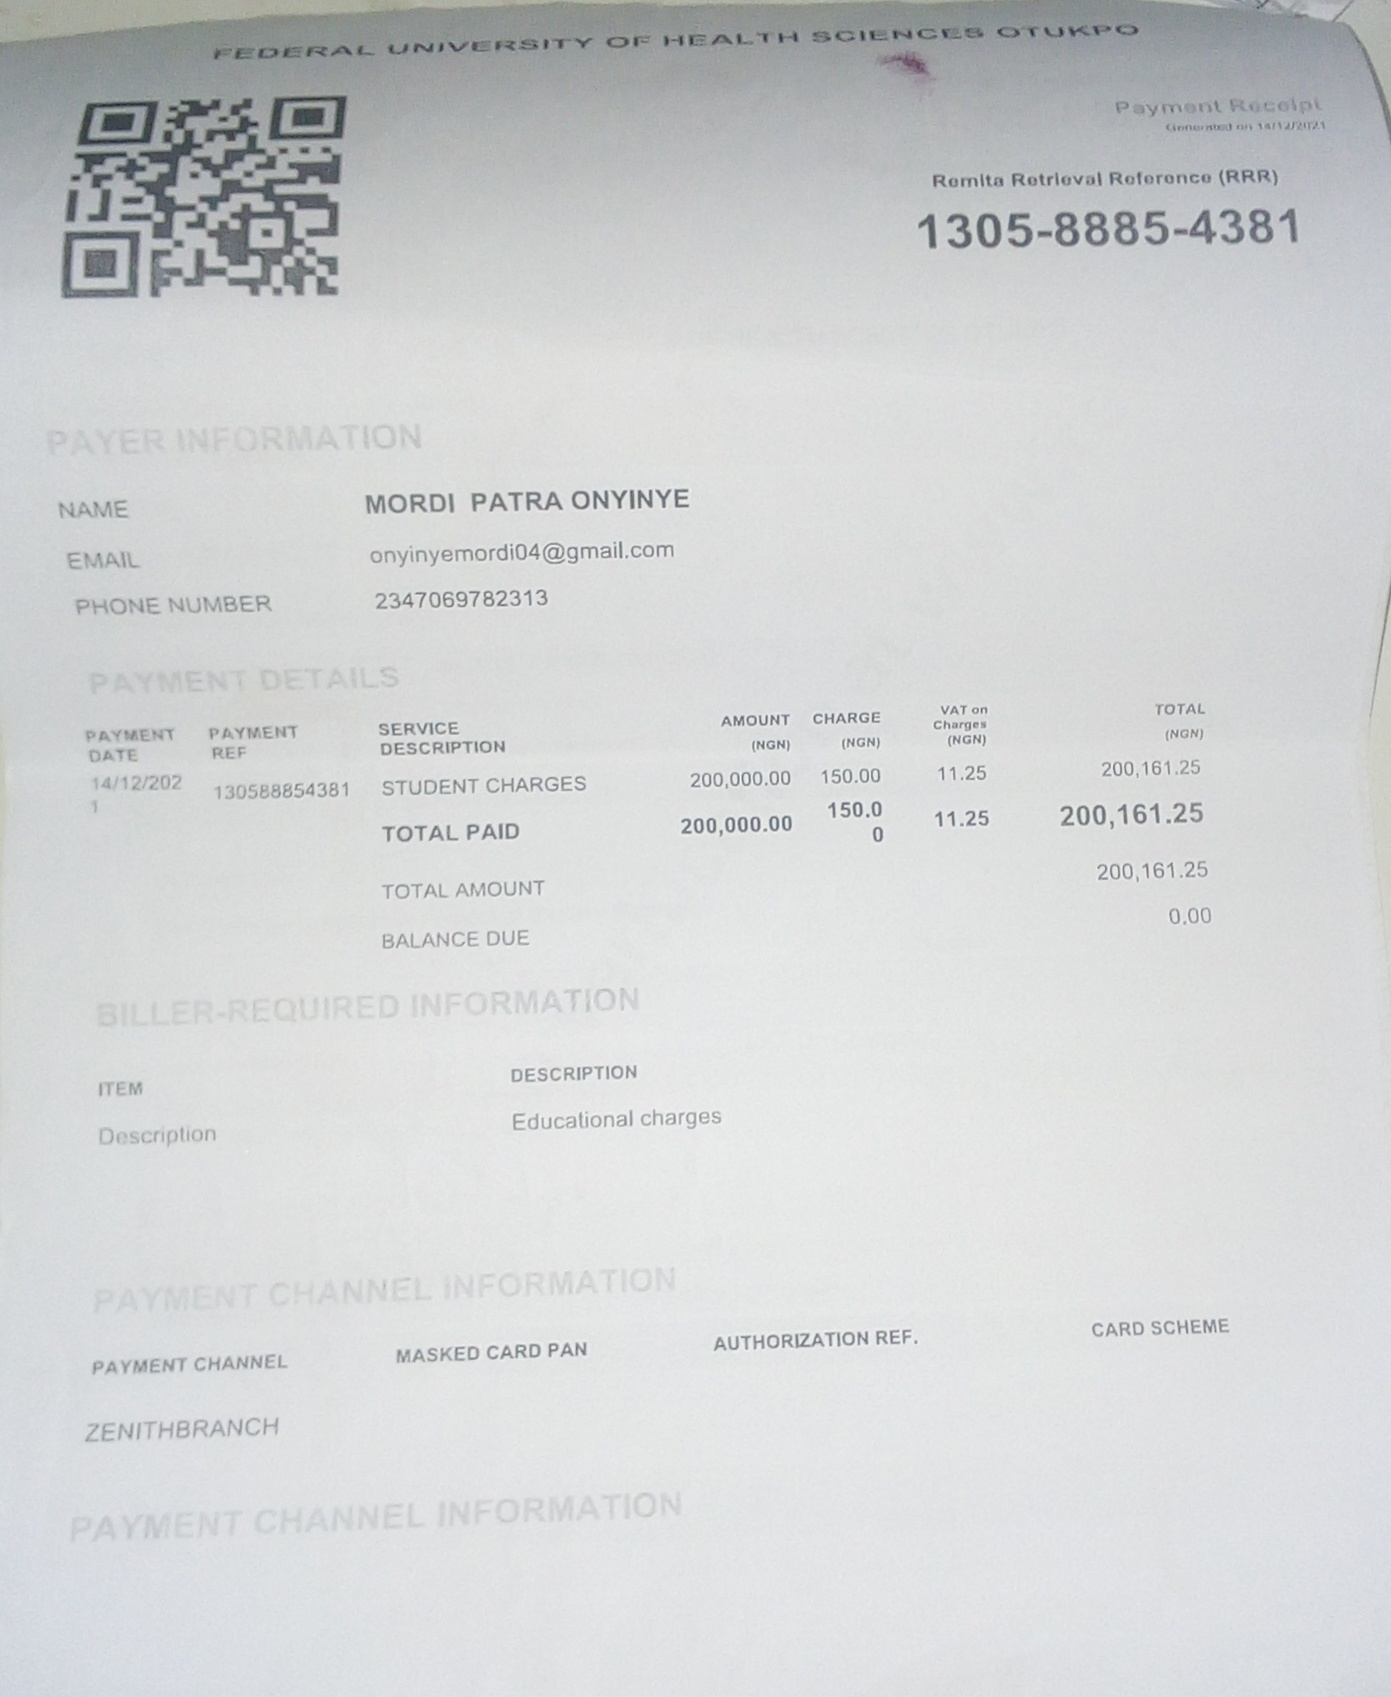 FEDERAL UNIVERSITY OF HEALTH SCIENCES OTUKPO
Payment Receipt
Generated on 14/12/2021
Remita Retrieval Reference (RRR)
1305-8885-4381
PAYER INFORMATION
NAME MORDI PATRA ONYINYE
EMAIL onyinyemordi04@gmail.com
PHONE NUMBER 2347069782313
PAYMENT DETAILS
PAYMENT DATE PAYMENT REF SERVICE DESCRIPTION AMOUNT (NGN) CHARGE (NGN) VAT on Charges (NGN) TOTAL (NGN)
14/12/2021 130588854381 STUDENT CHARGES 200,000.00 150.00 11.25 200,161.25
TOTAL PAID 200,000.00 150.00 11.25 200,161.25
TOTAL AMOUNT 200,161.25
BALANCE DUE 0.00
BILLER-REQUIRED INFORMATION
ITEM DESCRIPTION
Description Educational charges
PAYMENT CHANNEL INFORMATION
PAYMENT CHANNEL MASKED CARD PAN AUTHORIZATION REF. CARD SCHEME
ZENITHBRANCH
PAYMENT CHANNEL INFORMATION